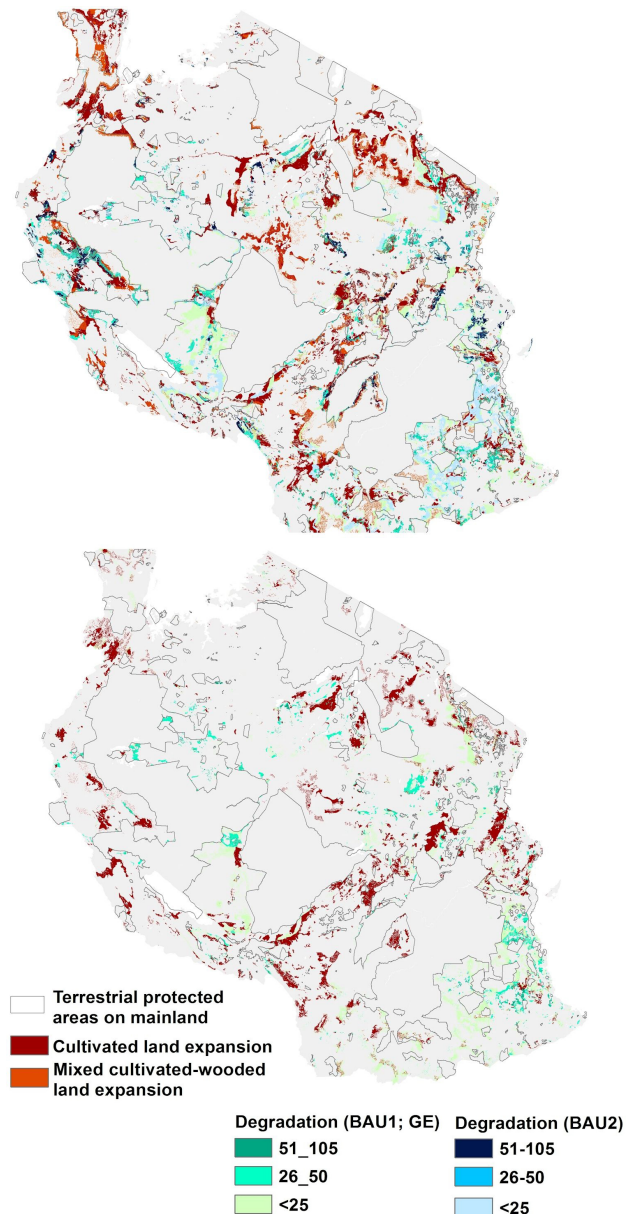 Terrestrial protected
areas on mainland
Cultivated land expansion
Mixed cultivated-wooded
land expansion
Degradation (BAU1; GE)
51_105
26_50
<25
Degradation (BAU2)
51-105
26-50
<25